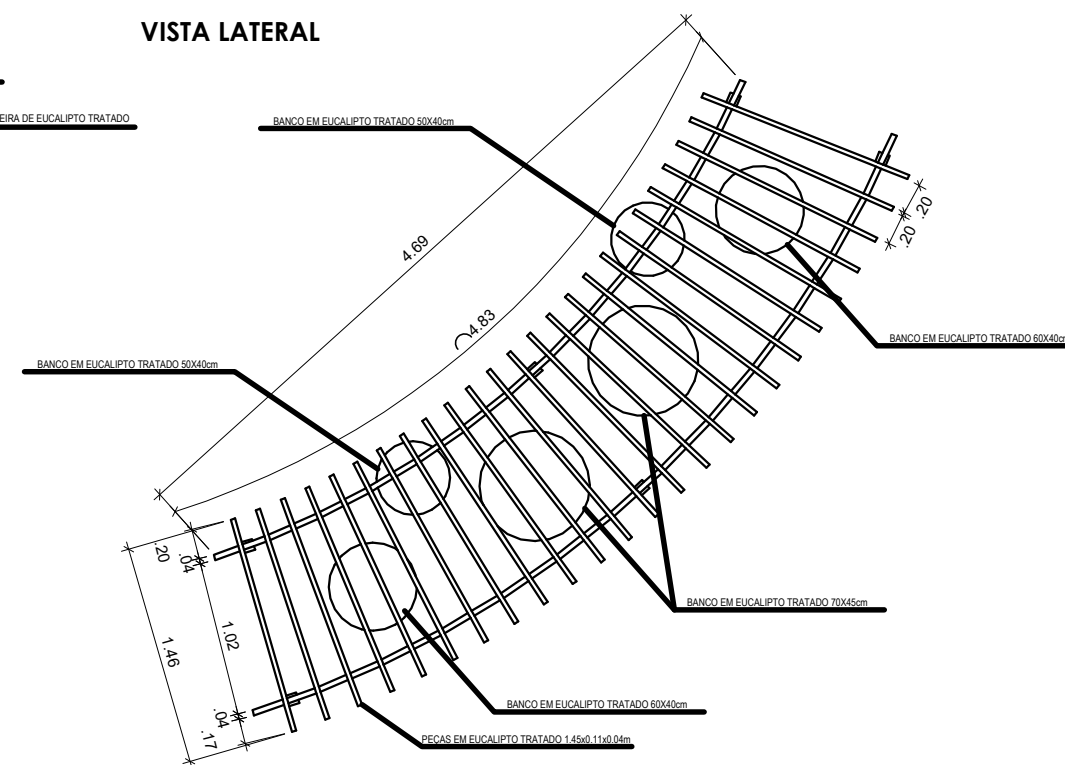 VISTA LATERAL
EIRA DE EUCALIPTO TRATADO
BANCO EM EUCALIPTO TRATADO 50X40cm
.20
.20
4.69
4.83
BANCO EM EUCALIPTO TRATADO 60X40cm
BANCO EM EUCALIPTO TRATADO 50X40cm
.20
.04
1.02
1.46
.04
.17
BANCO EM EUCALIPTO TRATADO 70X45cm
BANCO EM EUCALIPTO TRATADO 60X40cm
PEÇAS EM EUCALIPTO TRATADO 1.45x0.11x0.04m